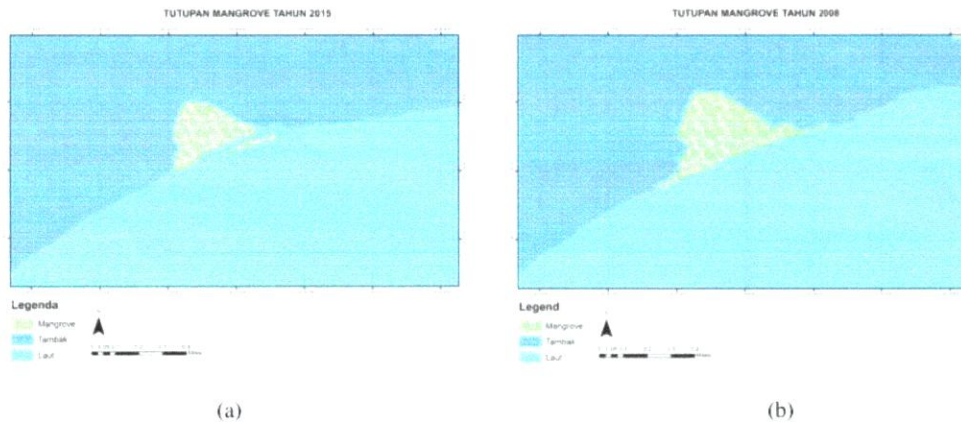 TUTUPAN MANGROVE TAHUN 2015
Legenda
Mangrove
Tambak
Laut
(a)
TUTUPAN MANGROVE TAHUN 2008
Legend
Mangrove
Tambak
Laut
(b)